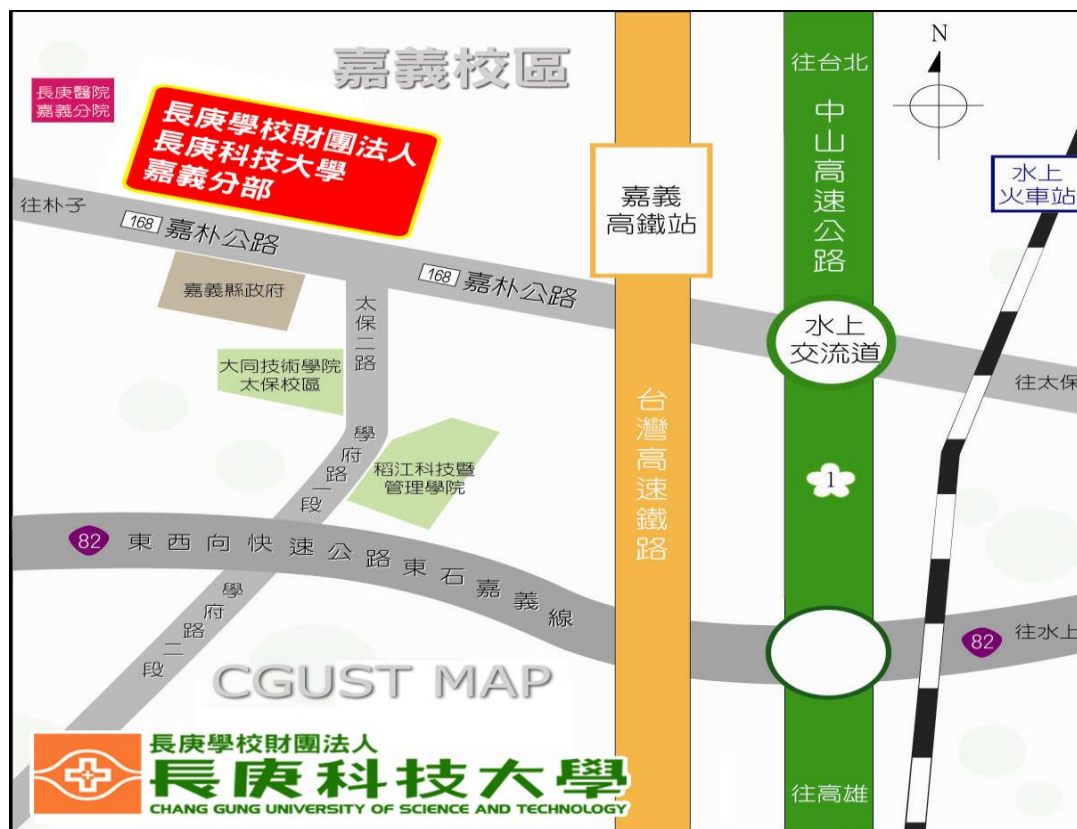 嘉義校區
往台北
N
長庚醫院
嘉義分院
長庚學校財團法人
長庚科技大學
嘉義分部
中山高速公路
水上
火車站
嘉義
高鐵站
往朴子
168 嘉朴公路
168 嘉朴公路
嘉義縣政府
太保二路
水上
交流道
往太保
大同技術學院
太保校區
台灣高速鐵路
學府路一段
稻江科技暨
管理學院
1
82 東西向快速公路東石嘉義線
學府路二段
82 往水上
CGUST MAP
長庚學校財團法人
長庚科技大學
CHANG GUNG UNIVERSITY OF SCIENCE AND TECHNOLOGY
往高雄